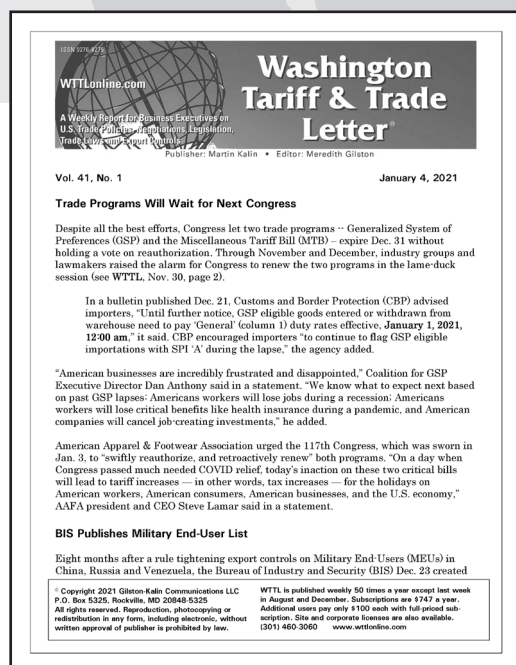 ISSN 0276-8275
WTTLonline.com
A Weekly Report for Business Executives on
U.S. Trade Policies, Negotiations, Legislation,
Trade Laws and Export Controls
Washington
Tariff & Trade
Letter®
Publisher: Martin Kalin • Editor: Meredith Gilston
Vol. 41, No. 1 January 4, 2021
Trade Programs Will Wait for Next Congress
Despite all the best efforts, Congress let two trade programs -- Generalized System of
Preferences (GSP) and the Miscellaneous Tariff Bill (MTB) – expire Dec. 31 without
holding a vote on reauthorization. Through November and December, industry groups and
lawmakers raised the alarm for Congress to renew the two programs in the lame-duck
session (see WTTL, Nov. 30, page 2).
In a bulletin published Dec. 21, Customs and Border Protection (CBP) advised
importers, “Until further notice, GSP eligible goods entered or withdrawn from
warehouse need to pay ‘General’ (column 1) duty rates effective, January 1, 2021,
12:00 am,” it said. CBP encouraged importers “to continue to flag GSP eligible
importations with SPI ‘A’ during the lapse,” the agency added.
“American businesses are incredibly frustrated and disappointed,” Coalition for GSP
Executive Director Dan Anthony said in a statement. “We know what to expect next based
on past GSP lapses: Americans workers will lose jobs during a recession; Americans
workers will lose critical benefits like health insurance during a pandemic, and American
companies will cancel job-creating investments,” he added.
American Apparel & Footwear Association urged the 117th Congress, which was sworn in
Jan. 3, to “swiftly reauthorize, and retroactively renew” both programs. “On a day when
Congress passed much needed COVID relief, today’s inaction on these two critical bills
will lead to tariff increases — in other words, tax increases — for the holidays on
American workers, American consumers, American businesses, and the U.S. economy,”
AAFA president and CEO Steve Lamar said in a statement.
BIS Publishes Military End-User List
Eight months after a rule tightening export controls on Military End-Users (MEUs) in
China, Russia and Venezuela, the Bureau of Industry and Security (BIS) Dec. 23 created
© Copyright 2021 Gilston-Kalin Communications LLC
P.O. Box 5325, Rockville, MD 20848-5325
All rights reserved. Reproduction, photocopying or
redistribution in any form, including electronic, without
written approval of publisher is prohibited by law.
WTTL is published weekly 50 times a year except last week
in August and December. Subscriptions are $747 a year.
Additional users pay only $100 each with full-priced sub-
scription. Site and corporate licenses are also available.
(301) 460-3060 www.wttlonline.com